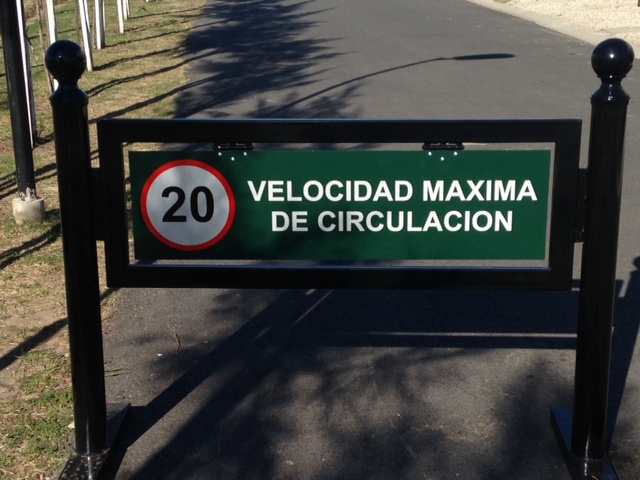 20
VELOCIDAD MAXIMA
DE CIRCULACION